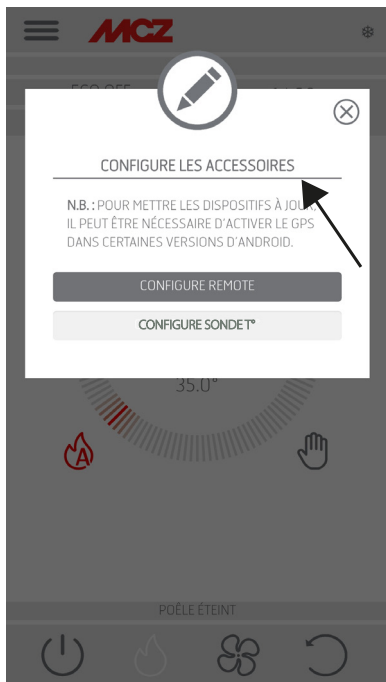 MCZ
CONFIGURE LES ACCESSOIRES
N.B. : POUR METTRE LES DISPOSITIFS À JOUR,
IL PEUT ÊTRE NÉCESSAIRE D'ACTIVER LE GPS
DANS CERTAINES VERSIONS D'ANDROID.
CONFIGURE REMOTE
CONFIGURE SONDE T°
35.0°
A
POÊLE ÉTEINT